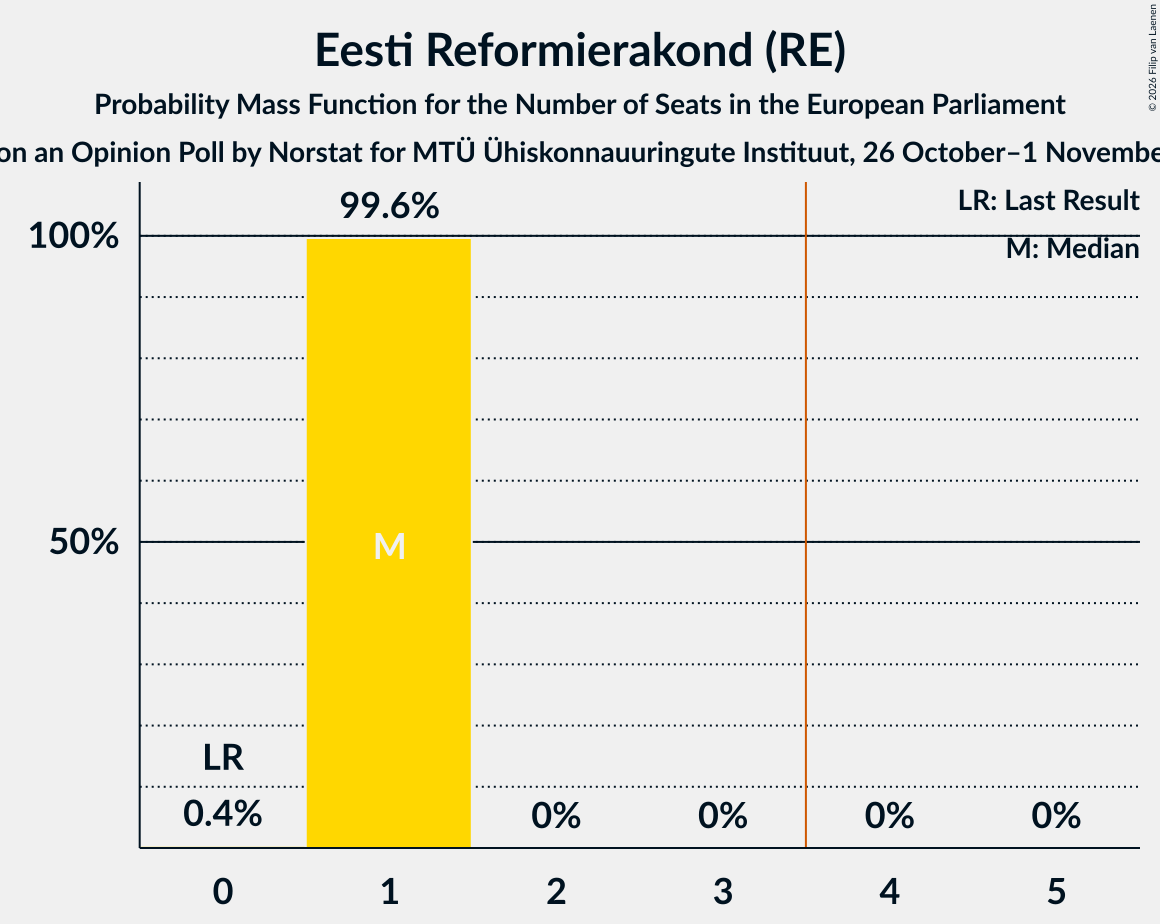 Eesti Reformierakond (RE)
Probability Mass Function for the Number of Seats in the European Parliament
on an Opinion Poll by Norstat for MTÜ Ühiskonnauuringute Instituut, 26 October–1 Novembe
© 2026 Filip van Laenen
LR: Last Result
M: Median
99.6%
100%
50%
M
LR
0.4%
0%
0%
0%
0%
0
1
2
3
4
5